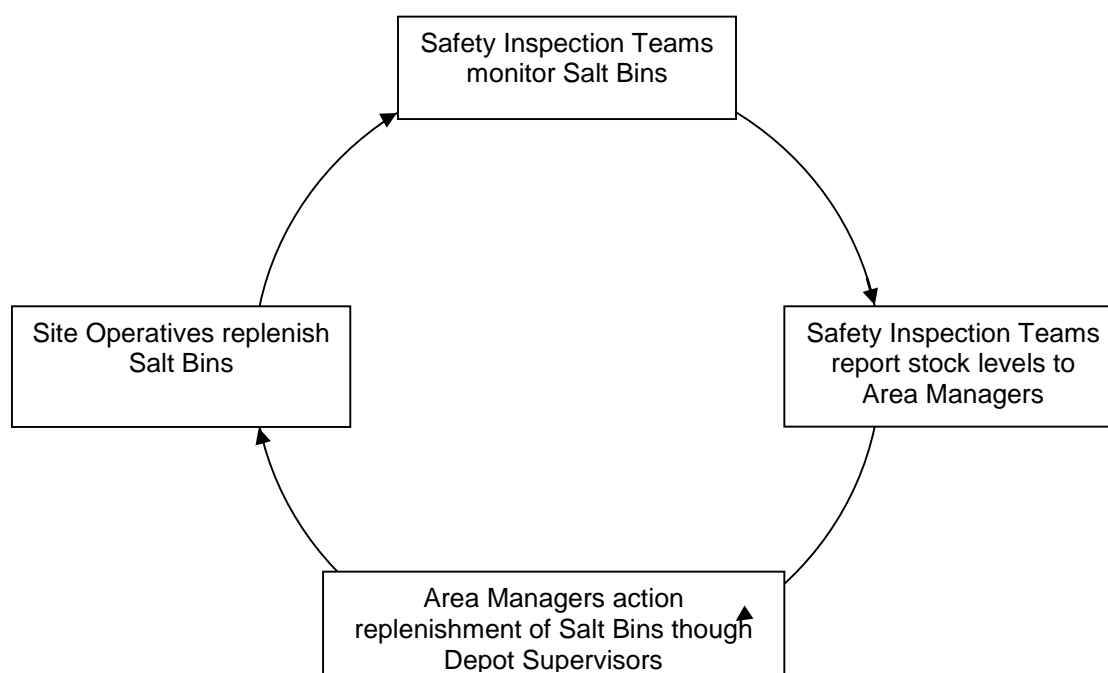 Safety Inspection Teams
monitor Salt Bins
Site Operatives replenish
Salt Bins
Safety Inspection Teams
report stock levels to
Area Managers
Area Managers action
replenishment of Salt Bins though
Depot Supervisors